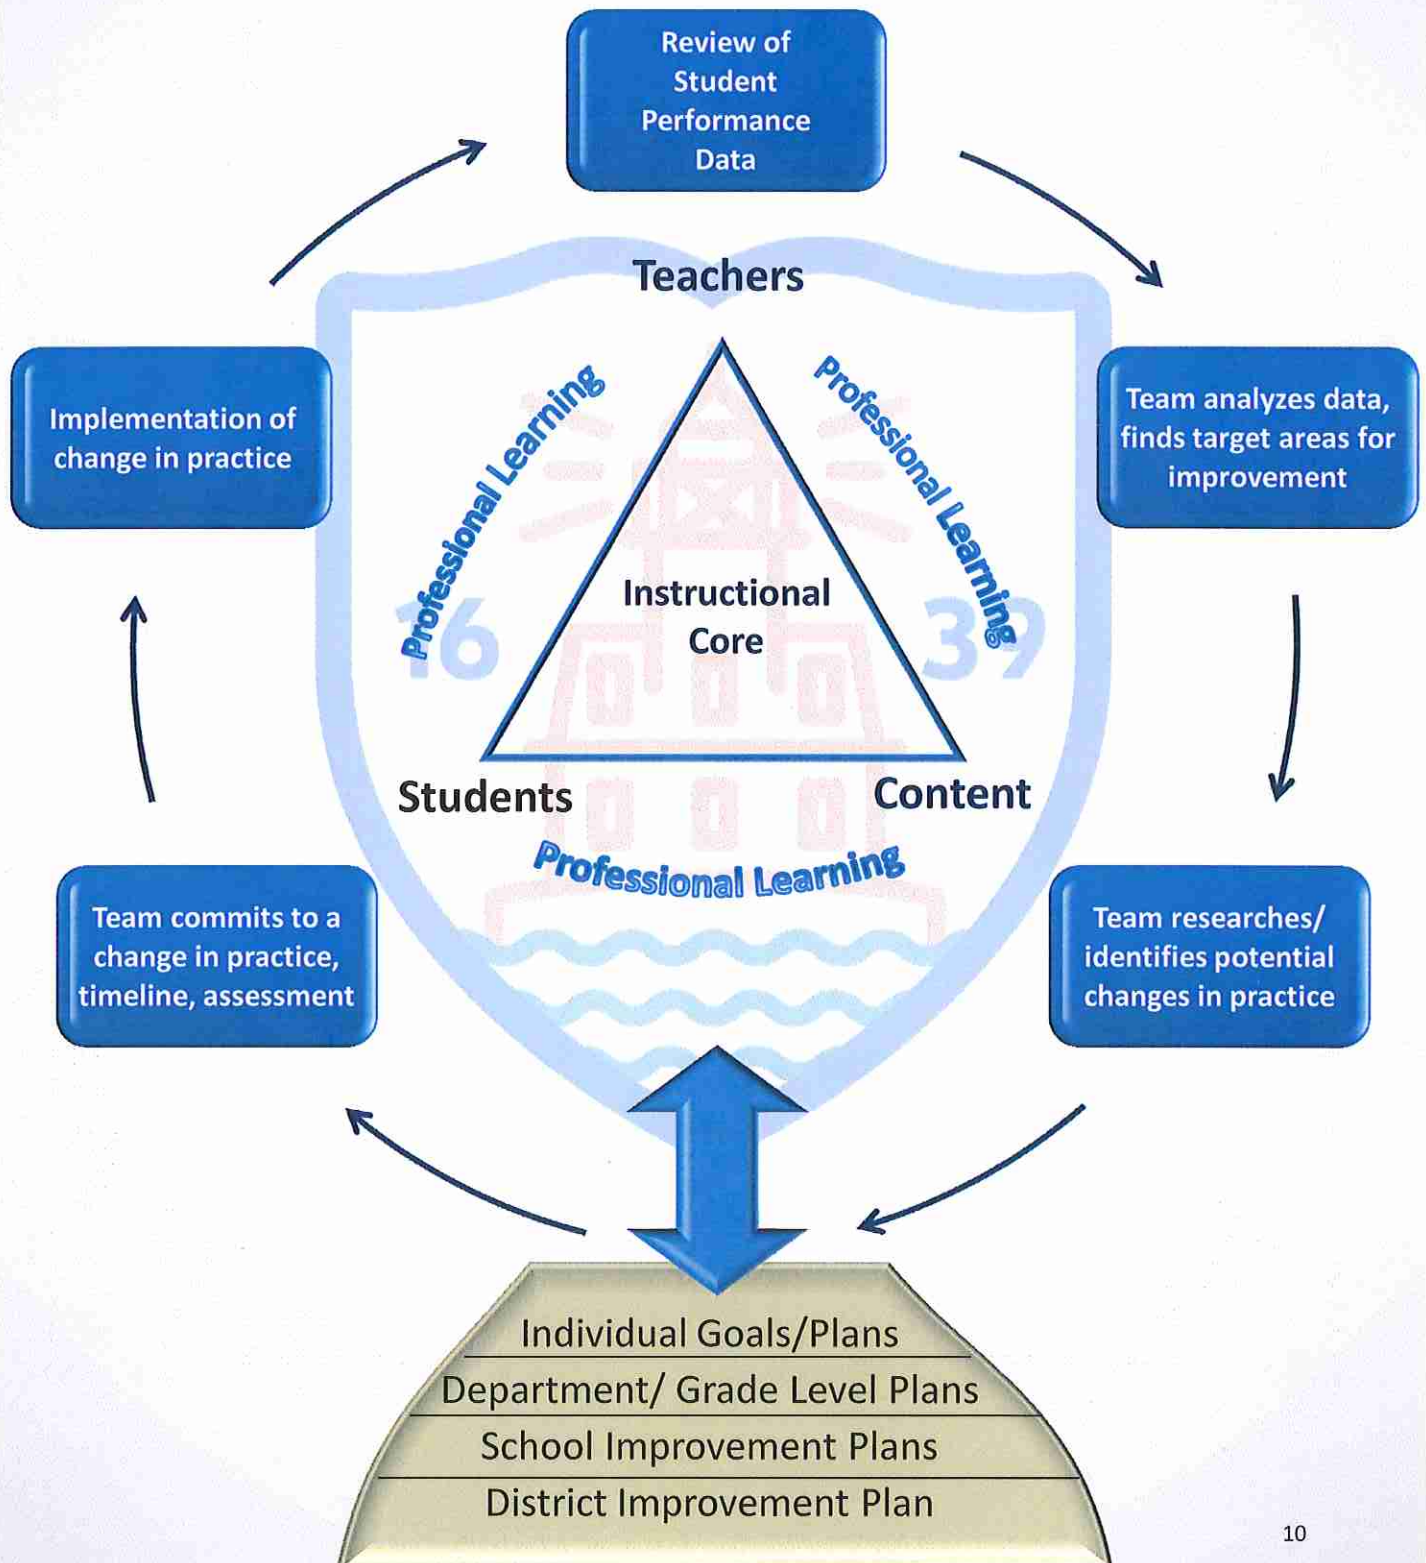 Review of
Student
Performance
Data
Teachers
Implementation of
change in practice
Professional Learning
Professional Learning
Team analyzes data,
finds target areas for
improvement
Instructional
Core
16
39
Students
Content
Professional Learning
Team commits to a
change in practice,
timeline, assessment
Team researches/
identifies potential
changes in practice
Individual Goals/Plans
Department/ Grade Level Plans
School Improvement Plans
District Improvement Plan
10